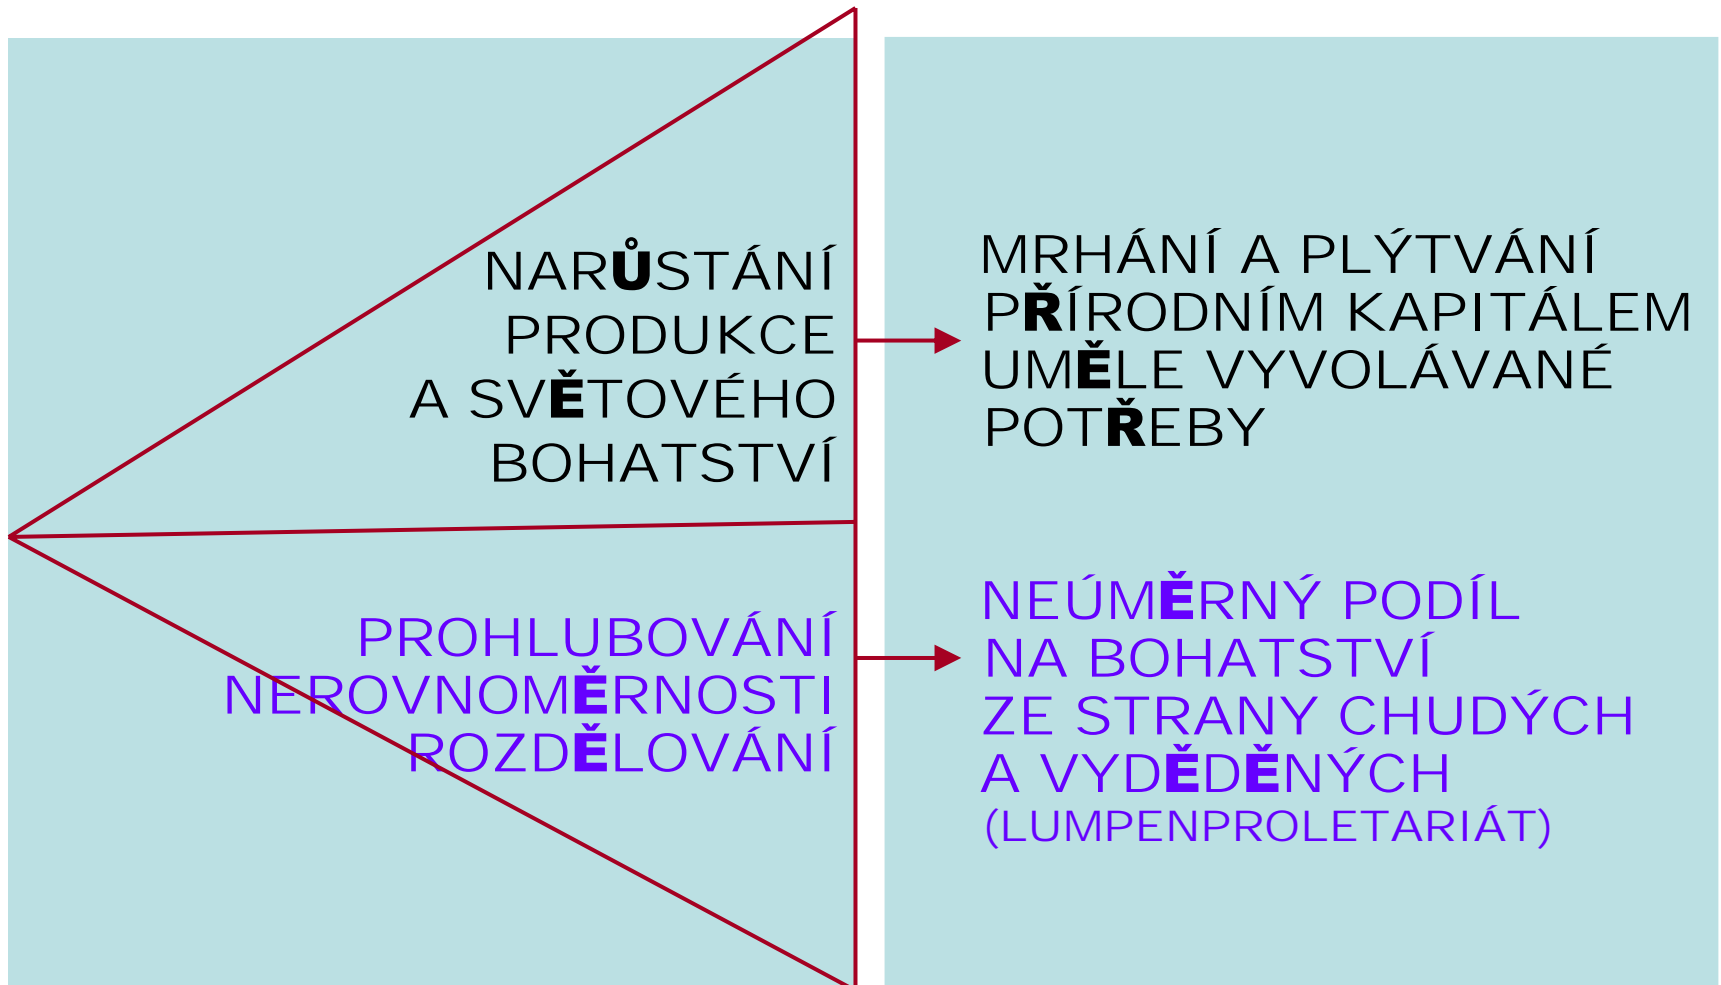 NARŮSTÁNÍ
PRODUKCE
A SVĚTOVÉHO
BOHATSTVÍ
MRHÁNÍ A PLÝTVÁNÍ
PŘÍRODNÍM KAPITÁLEM
UMĚLE VYVOLÁVANÉ
POTŘEBY
PROHLUBOVÁNÍ
NEROVNOMĚRNOSTI
ROZDĚLOVÁNÍ
NEÚMĚRNÝ PODÍL
NA BOHATSTVÍ
ZE STRANY CHUDÝCH
A VYDĚDĚNÝCH
(LUMPENPROLETARIÁT)